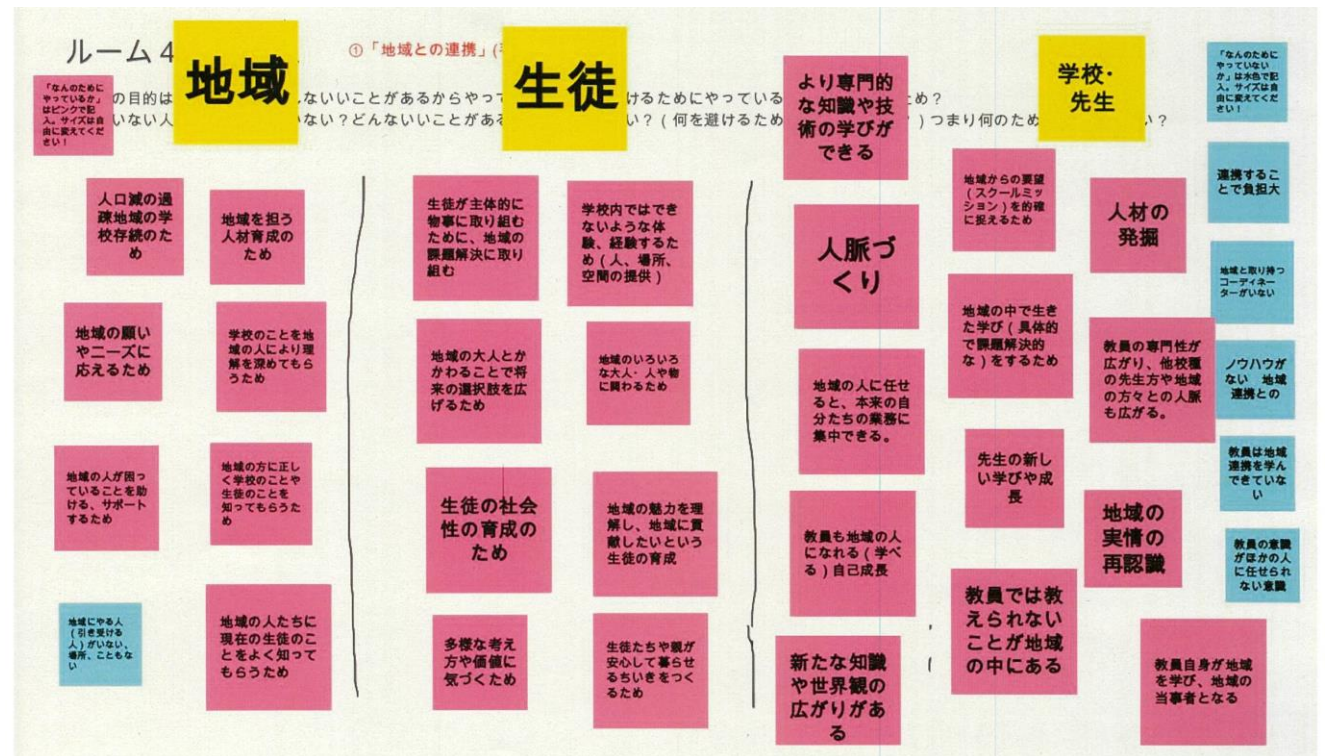 ルーム4
①「地域との連携」(
地域
生徒
学校・
先生
「なんのために
やっているか」
はピンクで記
入。サイズは自
由に変えてくだ
さい！
の目的は
しないいことがあるからやって
けるためにやっている
ため？
いない人
いない？どんないいことがある
い？(何を避けるため
)つまり何のため
い？
「なんのために
やっていない
か」は水色で記
入。サイズは自
由に変えてくだ
さい！
人口減の過
疎地域の学
校存続のた
め
地域を担う
人材育成の
ため
地域の願い
やニーズに
応えるため
学校のことを地
域の人により理
解を深めてもら
うため
地域の人が困っ
ていることを助
ける、サポート
するため
地域の方に正し
く学校のことや
生徒のことを
知ってもらうた
め
地域にやる人
(引き受ける
人)がいない、
場所、こともな
い
地域の人たちに
現在の生徒のこ
とをよく知って
もらうため
生徒が主体的に
物事に取り組む
ために、地域の
課題解決に取り
組む
学校内ではでき
ないような体
験、経験するた
め(人、場所、
空間の提供)
地域の大人とか
かわることで将
来の選択肢を広
げるため
地域のいろいろ
な大人・人や物
に関わるため
生徒の社会
性の育成の
ため
地域の魅力を理
解し、地域に貢
献したいという
生徒の育成
多様な考え
方や価値に
気づくため
生徒たちや親が
安心して暮らせ
るちいきをつく
るため
より専門的
な知識や技
術の学びが
できる
人脈づ
くり
地域の人に任せ
ると、本来の自
分たちの業務に
集中できる。
教員も地域の人
になれる(学べ
る)自己成長
新たな知識
や世界観の
広がりがあ
る
地域からの要望
(スクールミッ
ション)を的確
に捉えるため
人材の
発掘
地域の中で生き
た学び(具体的
で課題解決的
な)をするため
教員の専門性が
広がり、他校種
の先生方や地域
の方々との人脈
も広がる。
先生の新し
い学びや成
長
地域の
実情の
再認識
教員では教
えられない
ことが地域
の中にある
教員自身が地域
を学び、地域の
当事者となる
連携するこ
とで負担大
地域と取り持つ
コーディネー
ターがいない
ノウハウが
ない 地域
連携との
教員は地域
連携を学ん
できていな
い
教員の意識
がほかの人
に任せられ
ない意識